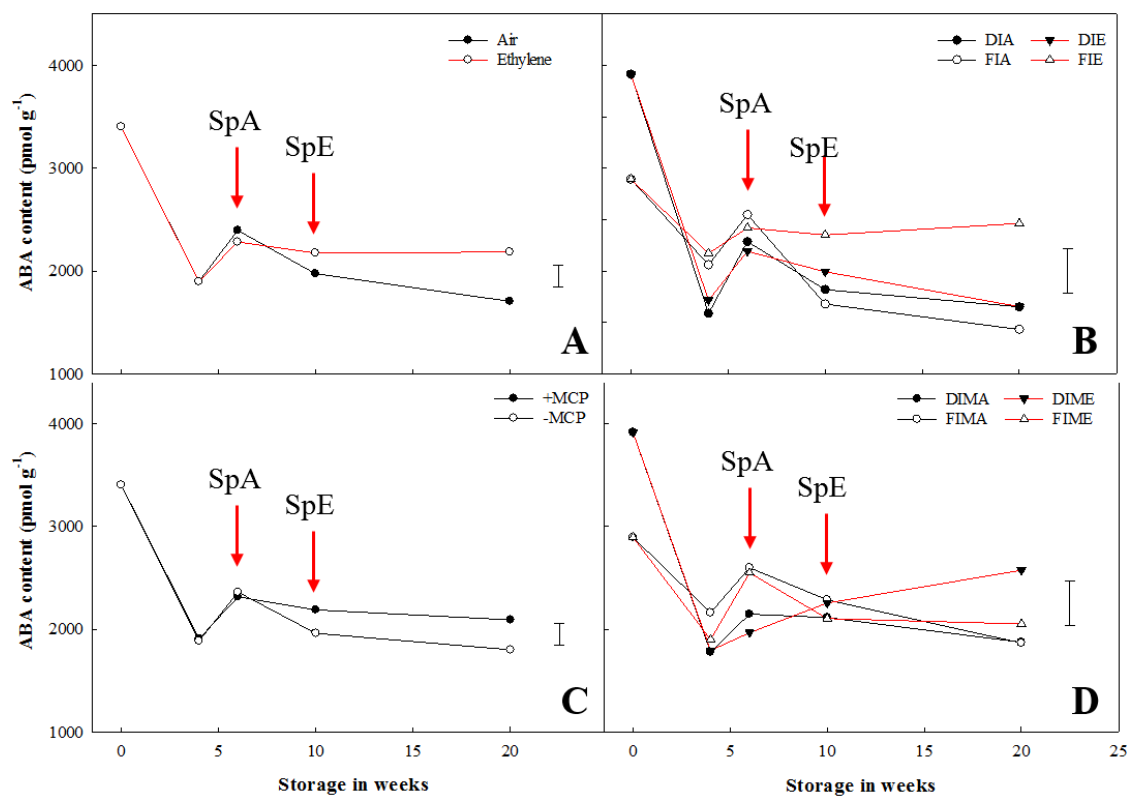 Air
Ethylene
DIA
DIE
FIA
FIE
4000
3000
2000
1000
ABA content (pmol g-1)
SpA
SpE
A
SpA
SpE
B
+MCP
-MCP
DIMA
DIME
FIMA
FIME
4000
3000
2000
1000
ABA content (pmol g-1)
SpA
SpE
C
SpA
SpE
D
0 5 10 15 20
0 5 10 15 20 25
Storage in weeks
Storage in weeks